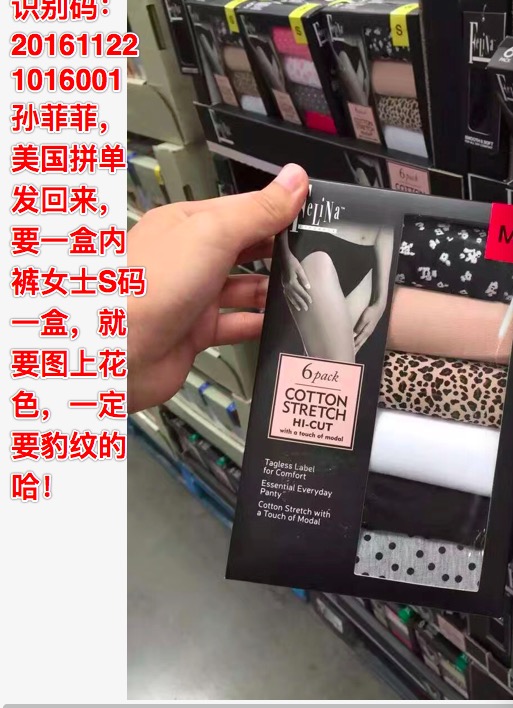 识别码：
20161122
1016001
孙菲菲，
美国拼单
发回来，
要一盒内
裤女士S码
一盒，就
要图上花
色，一定
要豹纹的
哈！
S
S
6 pack
FeLiNa
6 pack
COTTON
STRETCH
HI-CUT
with a touch of modal
Tagless Label
for Comfort
Essential Everyday
Panty
Cotton Stretch with
a Touch of Modal
M